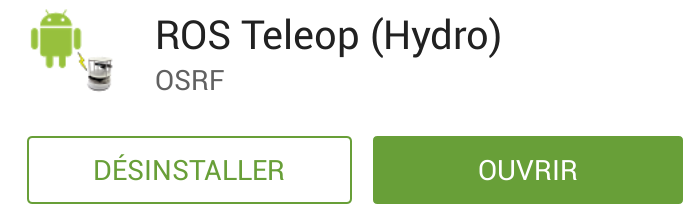 ROS Teleop (Hydro)
OSRF
DÉSINSTALLER
OUVRIR